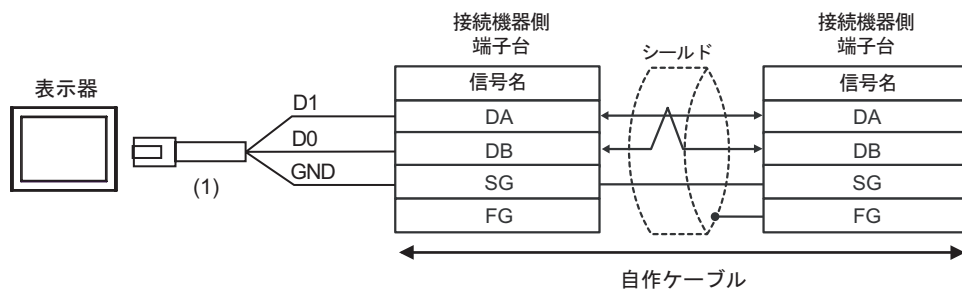 表示器
(1)
D1
D0
GND
接続機器側
端子台
信号名
DA
DB
SG
FG
シールド
接続機器側
端子台
信号名
DA
DB
SG
FG
自作ケーブル